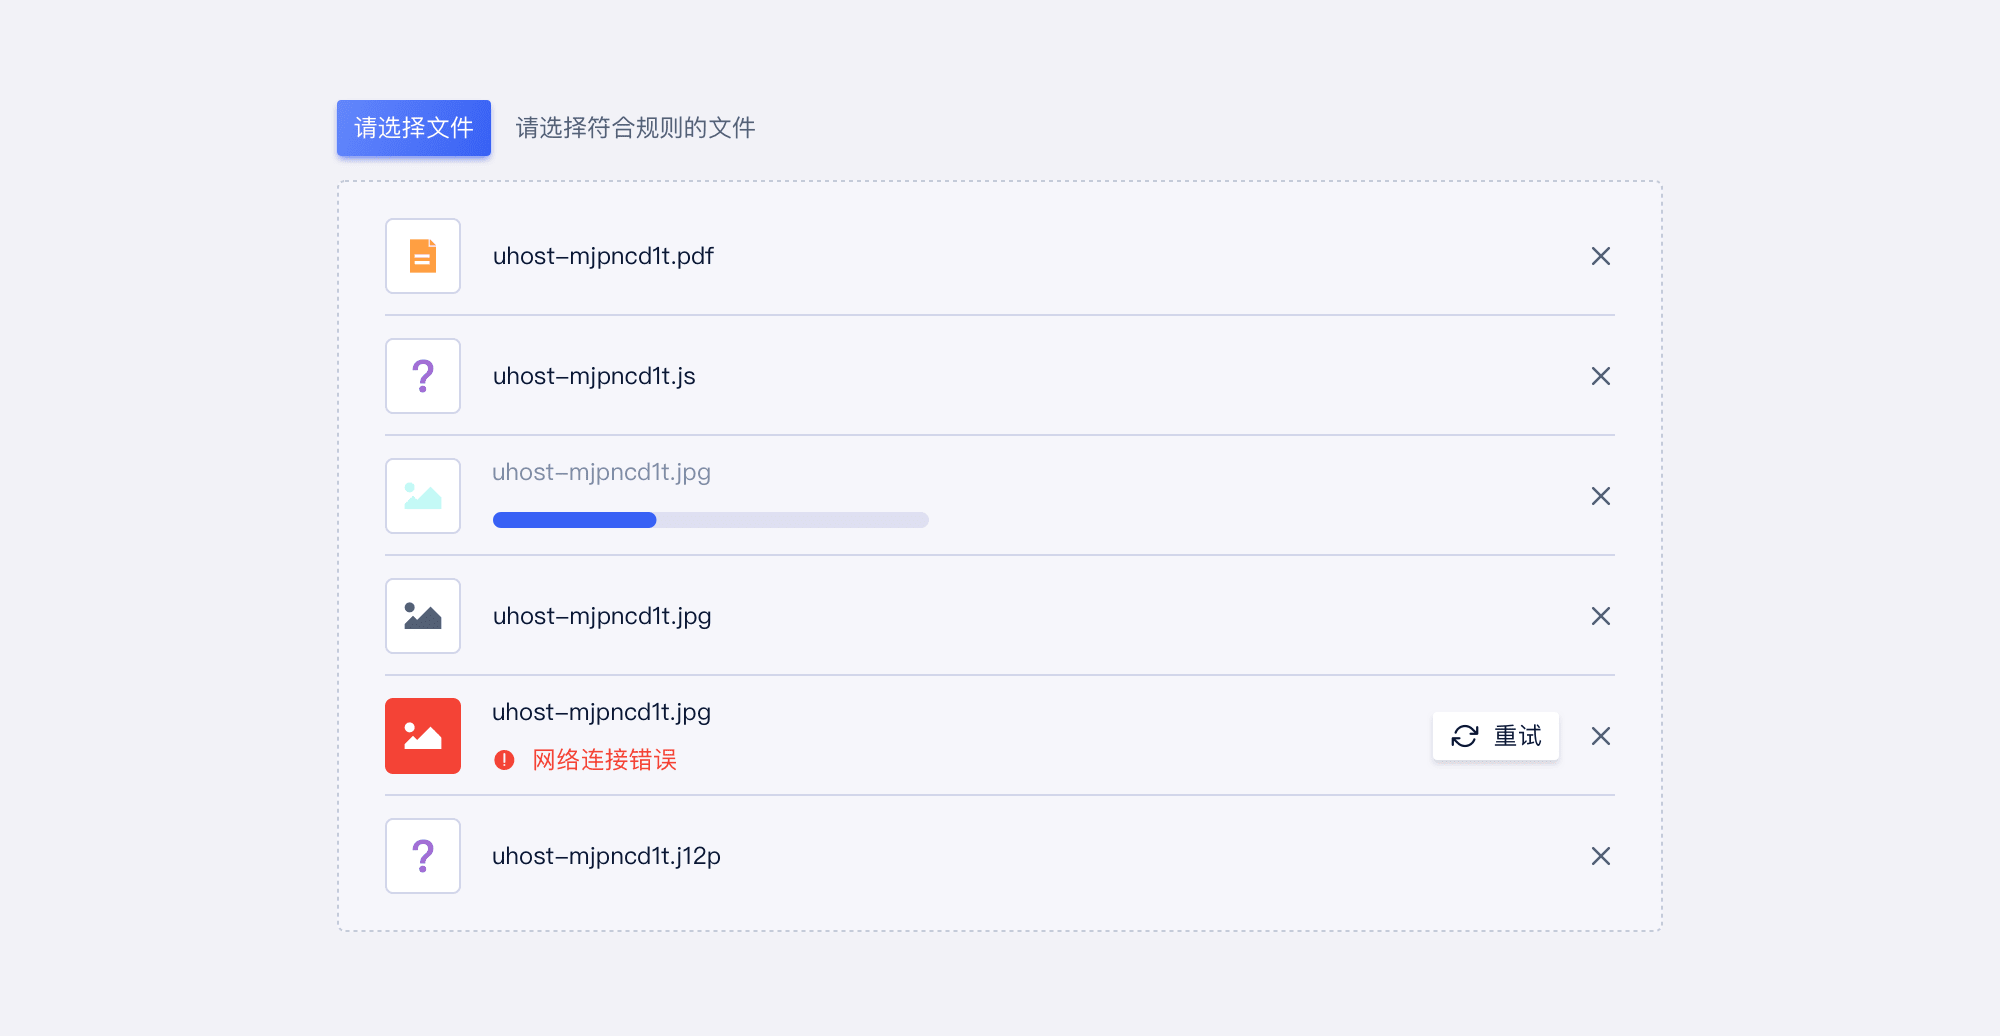 请选择文件 请选择符合规则的文件
uhost-mjpncd1t.pdf
uhost-mjpncd1t.js
uhost-mjpncd1t.jpg
uhost-mjpncd1t.jpg
uhost-mjpncd1t.jpg
网络连接错误
重试
uhost-mjpncd1t.j12p